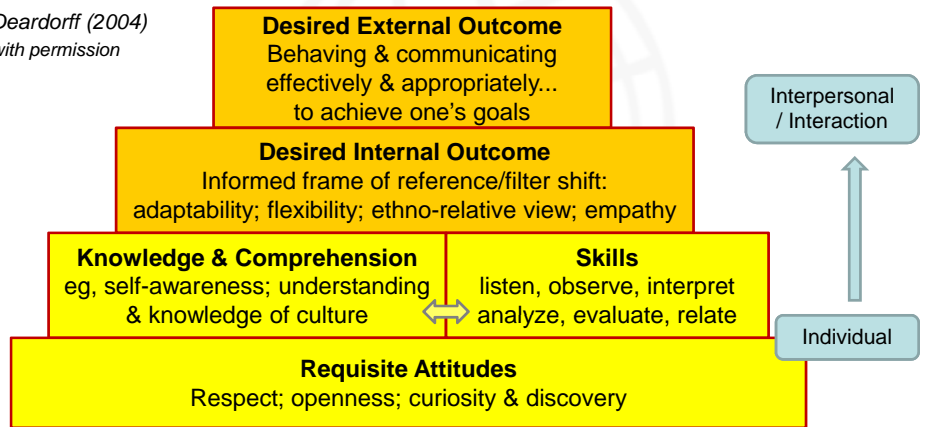 Deardorff (2004)
with permission
Desired External Outcome
Behaving & communicating
effectively & appropriately...
to achieve one's goals
Interpersonal
/ Interaction
Desired Internal Outcome
Informed frame of reference/filter shift:
adaptability; flexibility; ethno-relative view; empathy
Knowledge & Comprehension
eg, self-awareness; understanding
& knowledge of culture
Skills
listen, observe, interpret
analyze, evaluate, relate
Individual
Requisite Attitudes
Respect; openness; curiosity & discovery